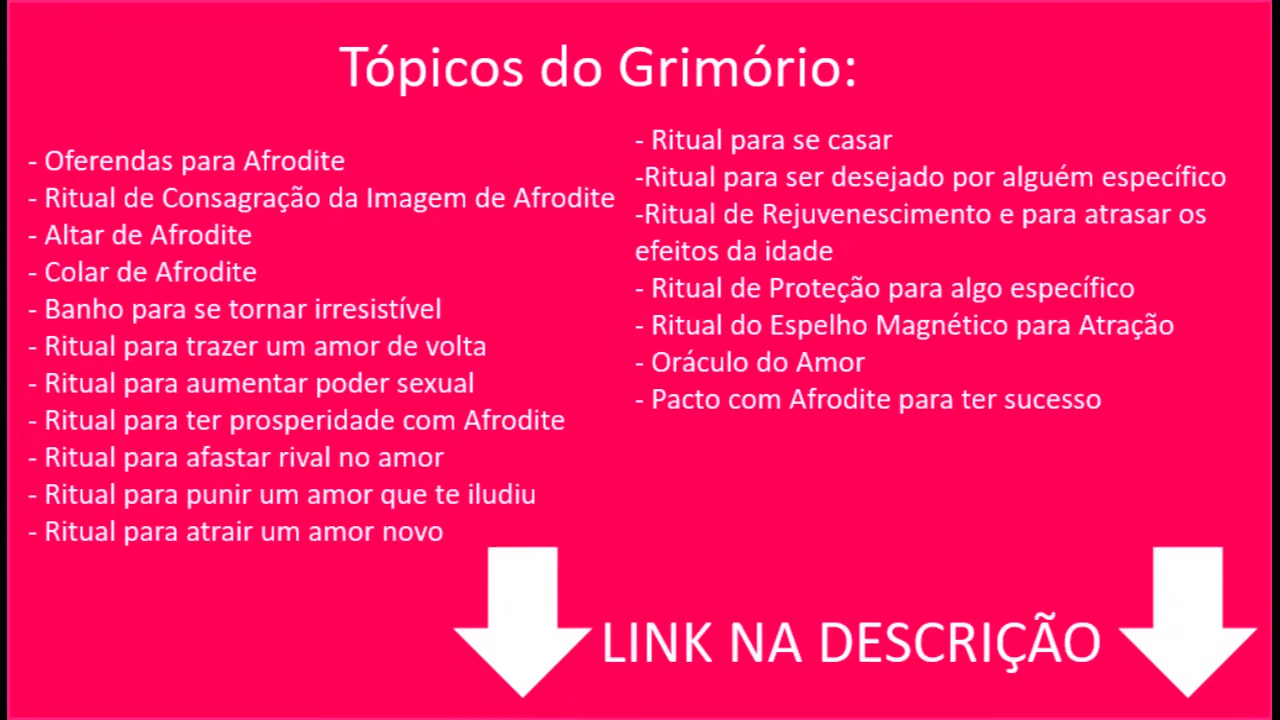 Tópicos do Grimório:
- Oferendas para Afrodite
- Ritual de Consagração da Imagem de Afrodite
- Altar de Afrodite
- Colar de Afrodite
- Banho para se tornar irresistível
- Ritual para trazer um amor de volta
- Ritual para aumentar poder sexual
- Ritual para ter prosperidade com Afrodite
- Ritual para afastar rival no amor
- Ritual para punir um amor que te iludiu
- Ritual para atrair um amor novo
- Ritual para se casar
-Ritual para ser desejado por alguém específico
-Ritual de Rejuvenescimento e para atrasar os
efeitos da idade
- Ritual de Proteção para algo específico
- Ritual do Espelho Magnético para Atração
- Oráculo do Amor
- Pacto com Afrodite para ter sucesso
LINK NA DESCRIÇÃO